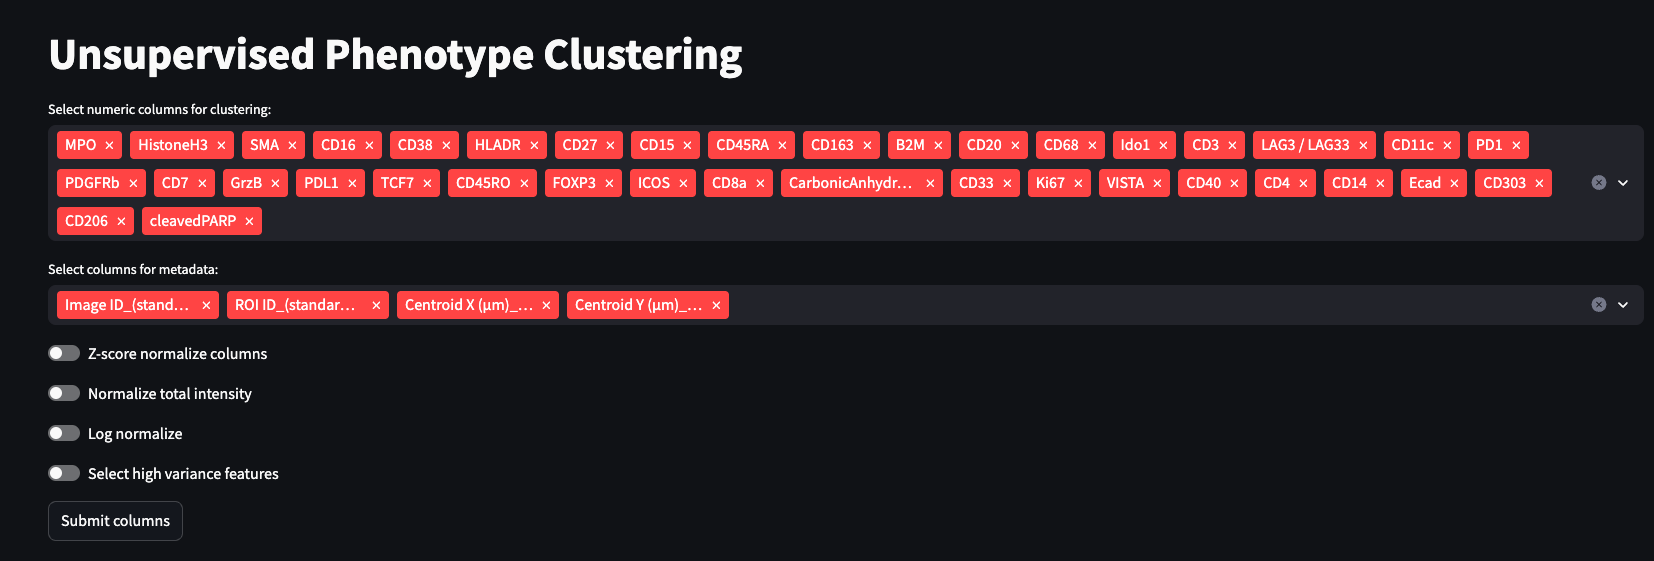 Unsupervised Phenotype Clustering
Select numeric columns for clustering:
MPO × HistoneH3 × SMA × CD16 × CD38 × HLADR × CD27 × CD15 × CD45RA × CD163 × B2M × CD20 × CD68 × Ido1 × CD3 × LAG3 / LAG33 × CD11c × PD1 ×
PDGFRb × CD7 × GrzB × PDL1 × TCF7 × CD45RO × FOXP3 × ICOS × CD8a × CarbonicAnhydr... × CD33 × Ki67 × VISTA × CD40 × CD4 × CD14 × Ecad × CD303 ×
CD206 × cleavedPARP ×
Select columns for metadata:
Image ID_(stand... × ROI ID_(standar... × Centroid X (µm)_... × Centroid Y (µm)_... ×
Z-score normalize columns
Normalize total intensity
Log normalize
Select high variance features
Submit columns